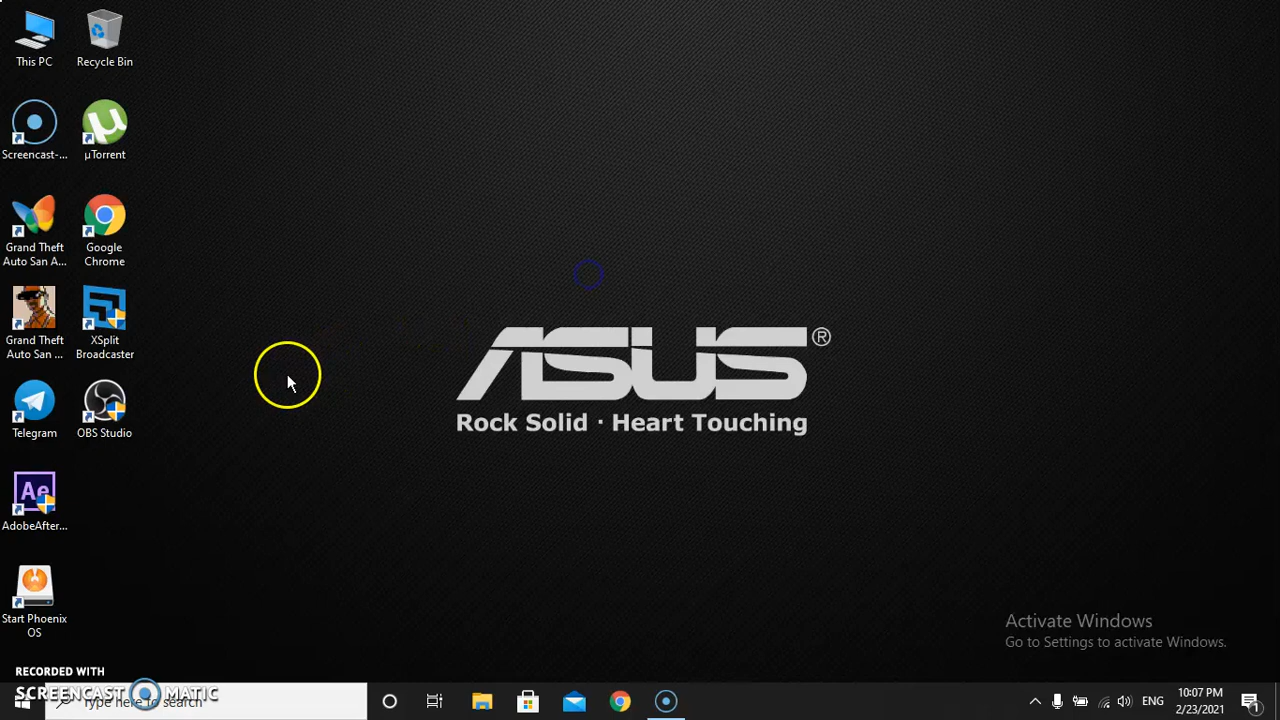 This PC
Recycle Bin
Screencast-...
µTorrent
Grand Theft
Auto San A...
Google
Chrome
Grand Theft
Auto San ...
XSplit
Broadcaster
Telegram
OBS Studio
Ae
AdobeAfter...
Start Phoenix
OS
ASUS®
Rock Solid · Heart Touching
Activate Windows
Go to Settings to activate Windows.
RECORDED WITH
SCREENCAST MATIC
Type here to search
ENG
10:07 PM
2/23/2021
1